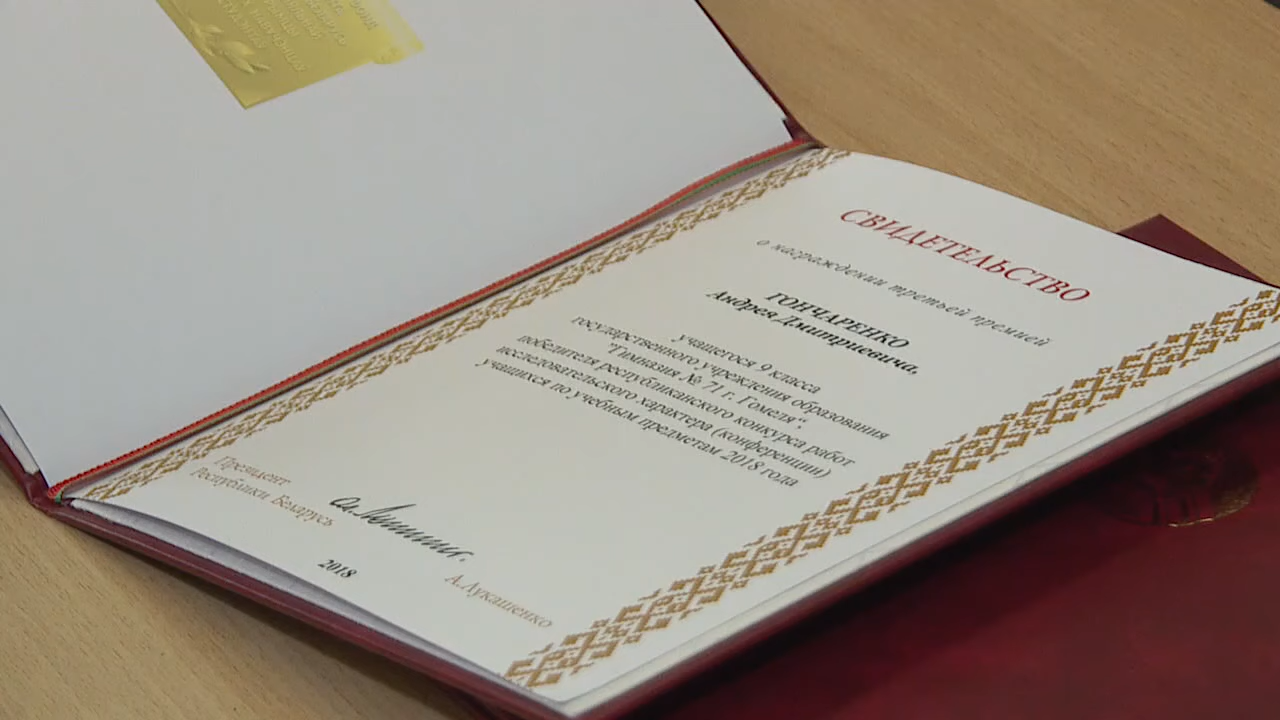 СВИДЕТЕЛЬСТВО
о награждении третьей премией
ГОНЧАРЕНКО
Андрея Дмитриевича,
учащегося 9 класса
государственного учреждения образования
"Гимназия № 71 г. Гомеля",
победителя республиканского конкурса работ
исследовательского характера (конференции)
учащихся по учебным предметам 2018 года
Президент
Республики Беларусь
А.Лукашенко
2018